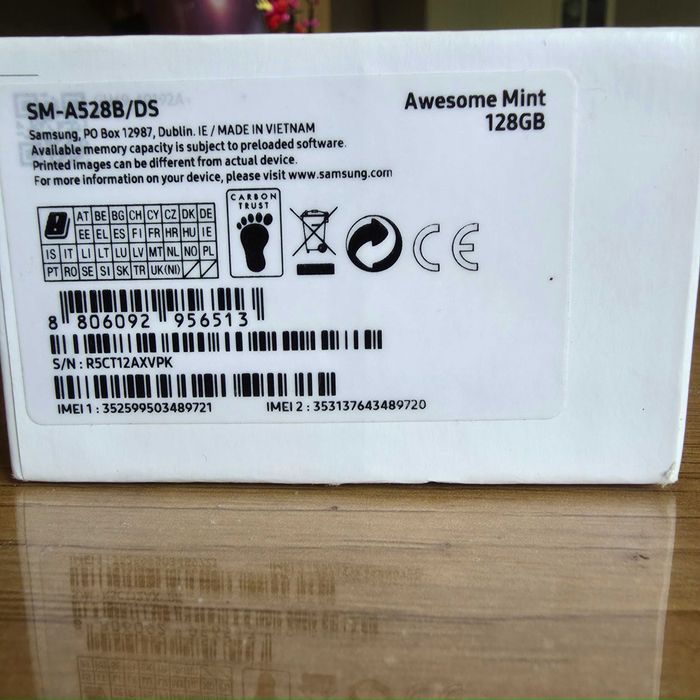 SM-A528B/DS
Awesome Mint
128GB
Samsung, PO Box 12987, Dublin. IE / MADE IN VIETNAM
Available memory capacity is subject to preloaded software.
Printed images can be different from actual device.
For more information on your device, please visit www.samsung.com
CARBON
TRUST
AT BE BG CH CY CZ DK DE
EE EL ES FI FR HR HU IE
IS IT LI LT LU LV MT NL NO PL
PT RO SE SI SK TR UK(NI)
CE
8 806092 956513
S/N : R5CT12AXVPK
IMEI 1 : 352599503489721
IMEI 2 : 353137643489720